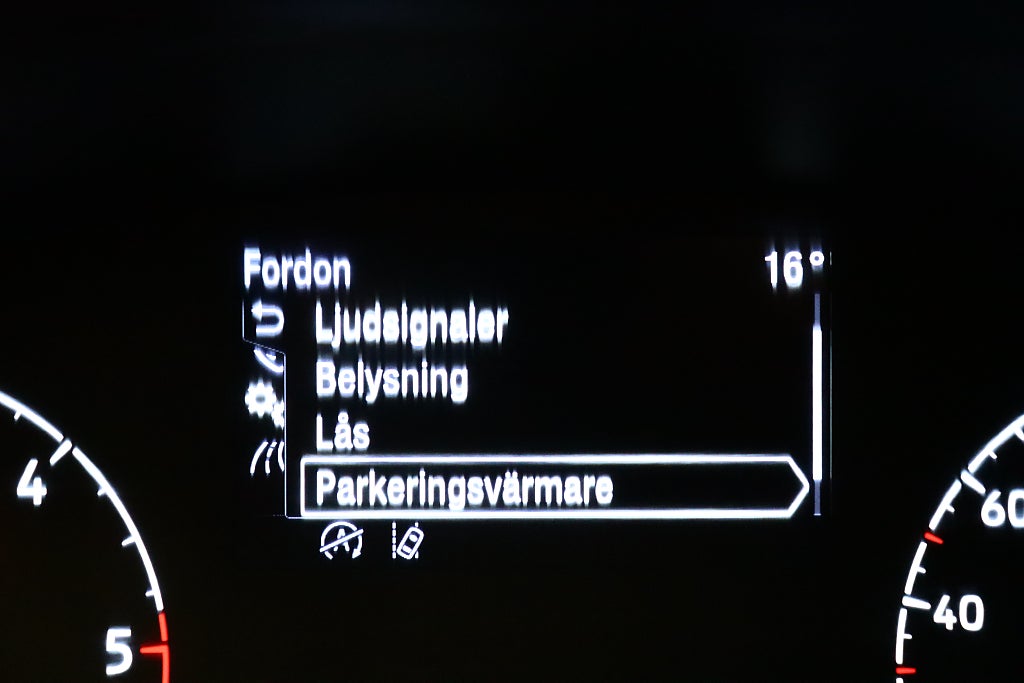 Fordon 16°
Ljudsignaler
Belysning
Lås
Parkeringsvärmare
A
4
5
60
40